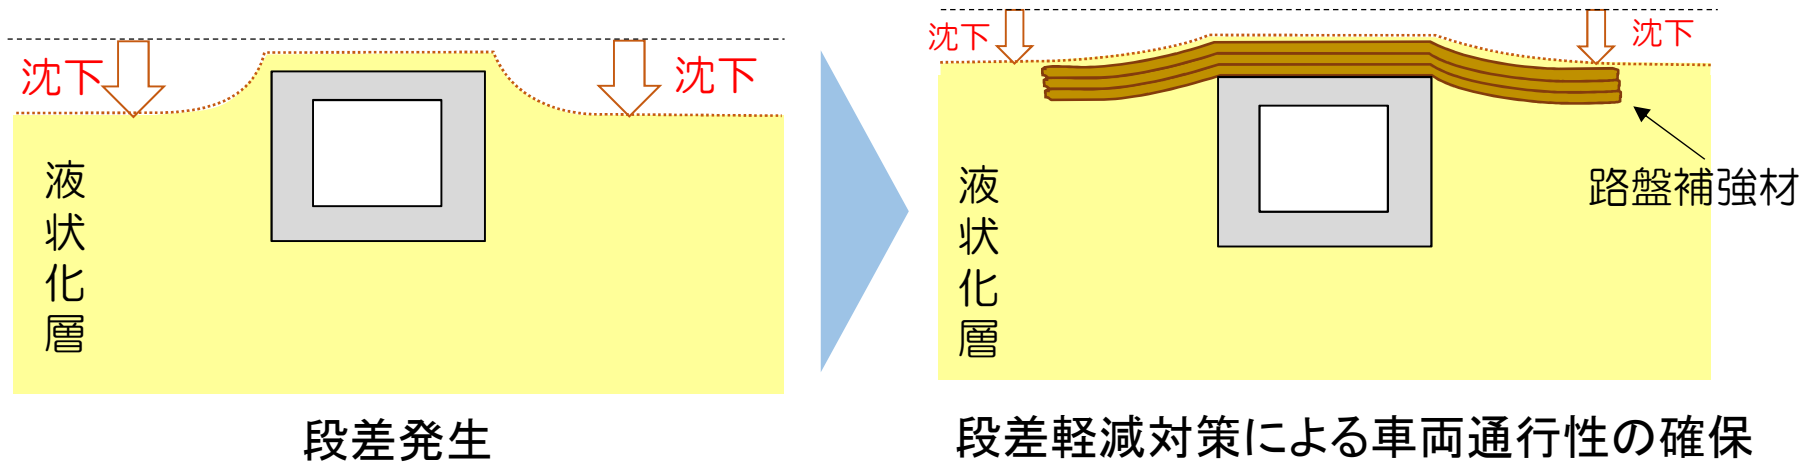 沈下
沈下
液状化層
段差発生
沈下
沈下
路盤補強材
液状化層
段差軽減対策による車両通行性の確保